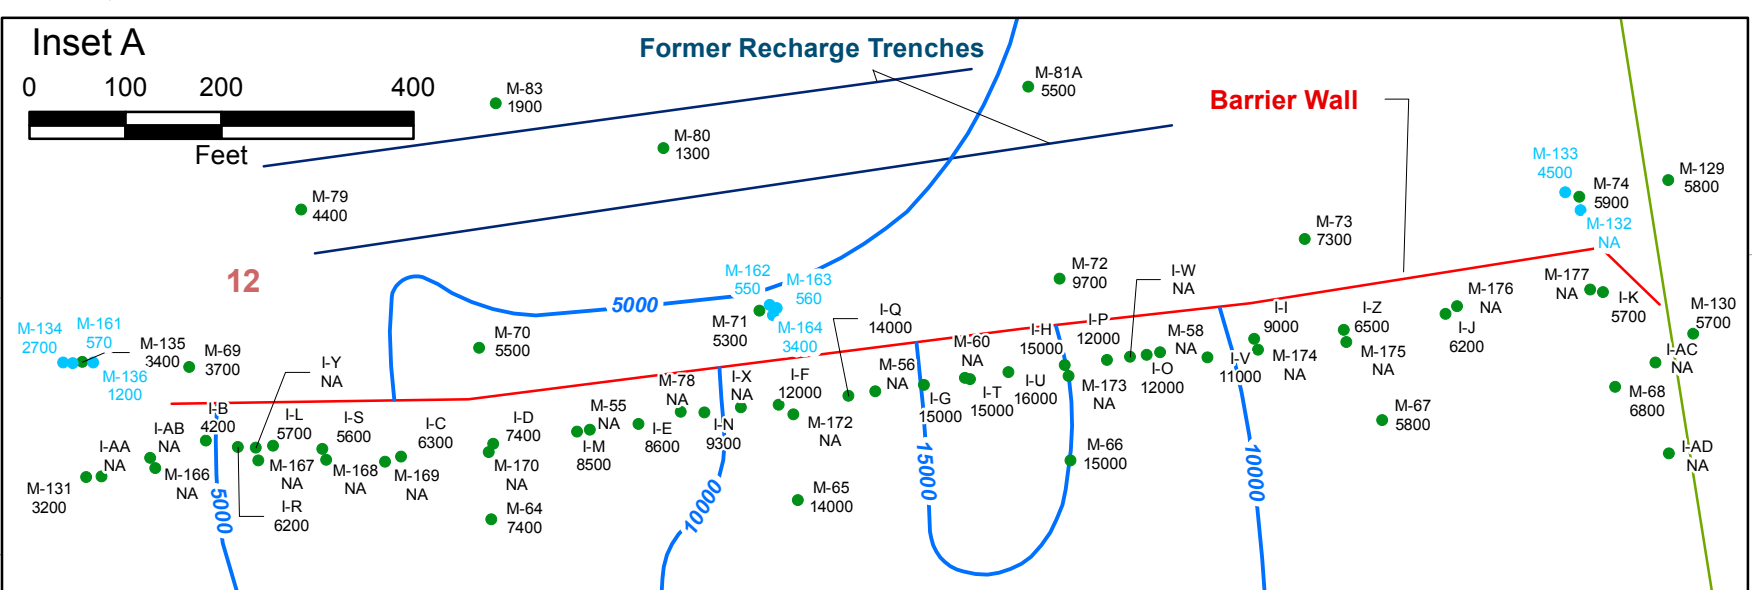 Inset A
0 100 200 400
Feet
Former Recharge Trenches
Barrier Wall
M-83
1900
M-80
1300
M-81A
5500
M-79
4400
12
M-133
4500
M-74
5900
M-132
NA
M-129
5800
M-73
7300
M-72
9700
I-W
NA
M-162
550
M-163
560
M-164
3400
M-71
5300
5000
I-Q
14000
M-70
5500
M-134
2700
M-161
570
M-135
3400
M-136
1200
M-69
3700
I-Y
NA
M-177
NA
I-K
5700
M-176
NA
I-J
6200
M-130
5700
I-AC
NA
M-68
6800
I-AD
NA
I-Z
6500
M-175
NA
M-67
5800
I-I
9000
M-174
NA
I-V
11000
M-58
NA
I-O
12000
I-P
12000
I-H
15000
M-173
NA
M-66
15000
I-U
16000
M-60
NA
I-T
15000
I-G
15000
M-56
NA
I-F
12000
M-172
NA
M-65
14000
I-X
NA
I-N
9300
M-78
NA
I-E
8600
M-55
NA
I-M
8500
I-D
7400
M-170
NA
M-64
7400
I-C
6300
M-169
NA
I-S
5600
M-168
NA
I-L
5700
M-167
NA
I-R
6200
I-B
4200
I-AB
NA
M-166
NA
I-AA
NA
M-131
3200
5000
10000
15000
10000